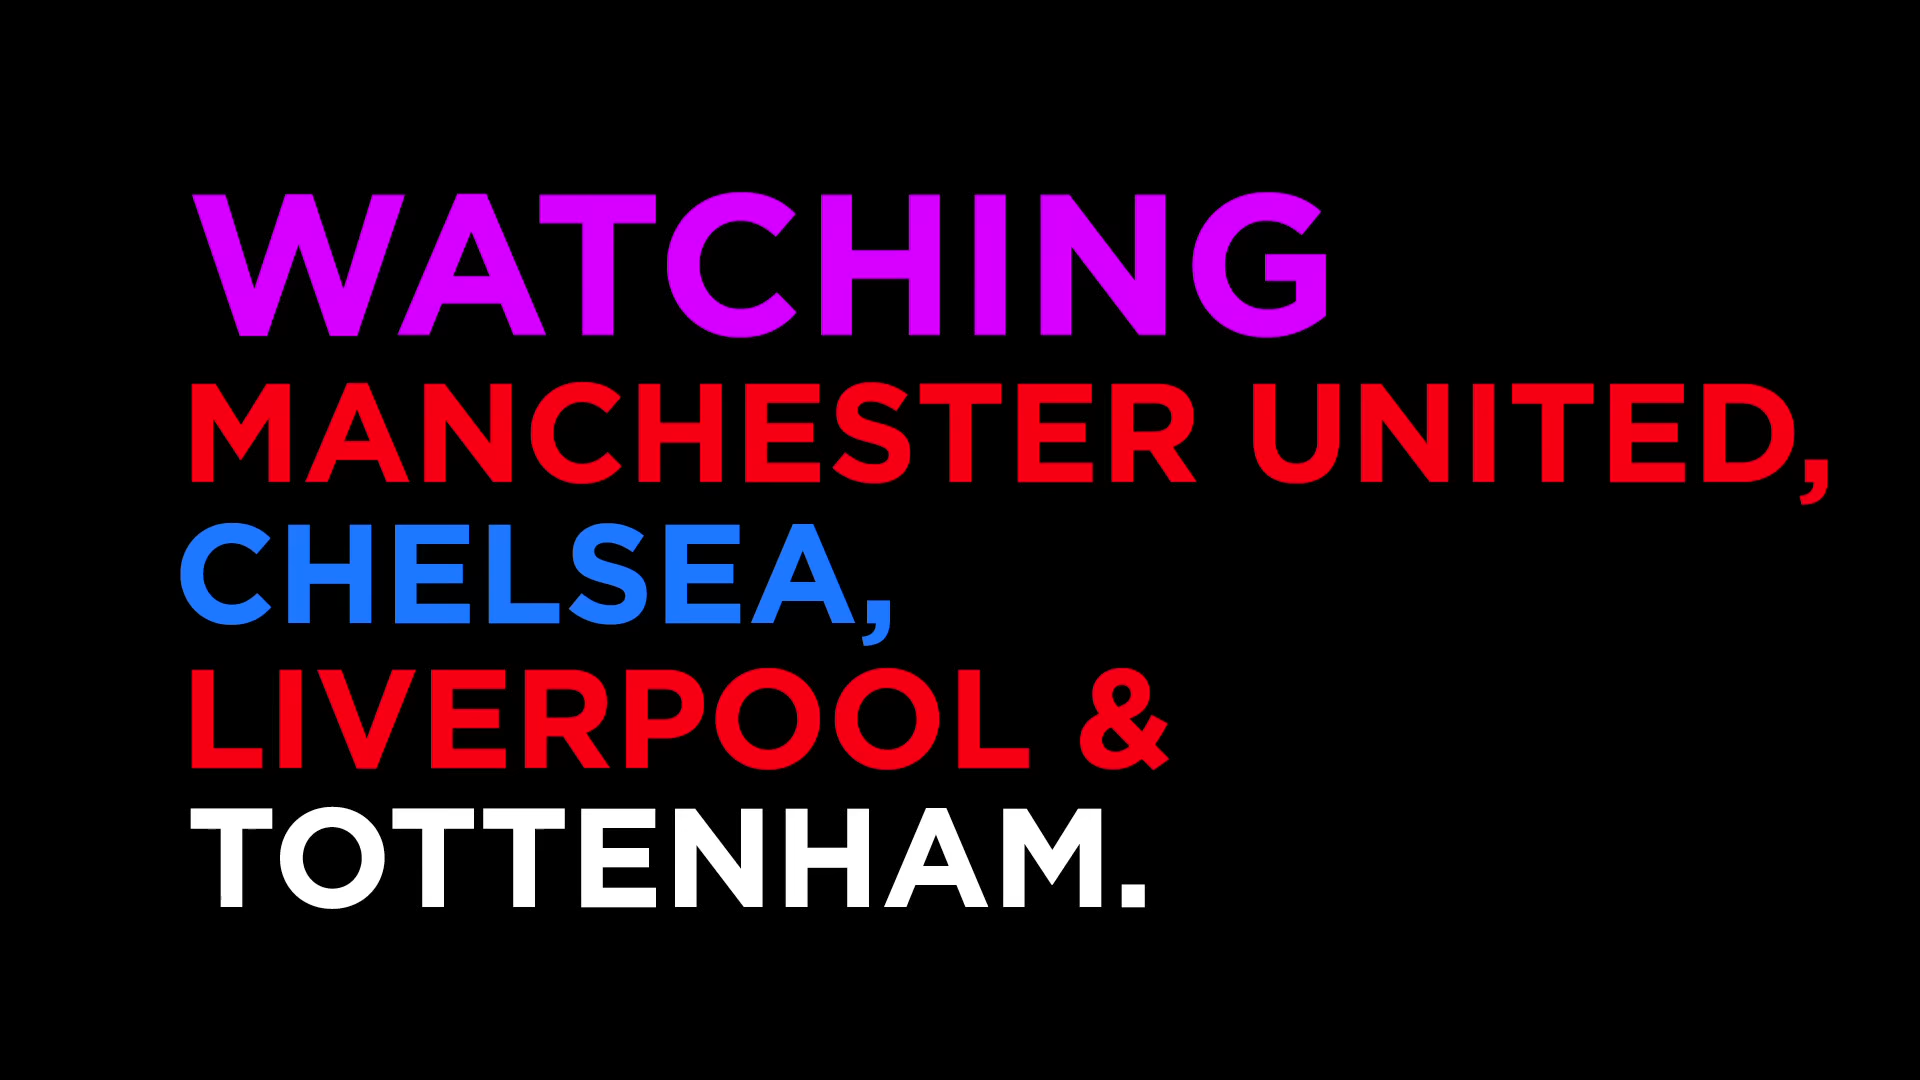 WATCHING
MANCHESTER UNITED,
CHELSEA,
LIVERPOOL &
TOTTENHAM.